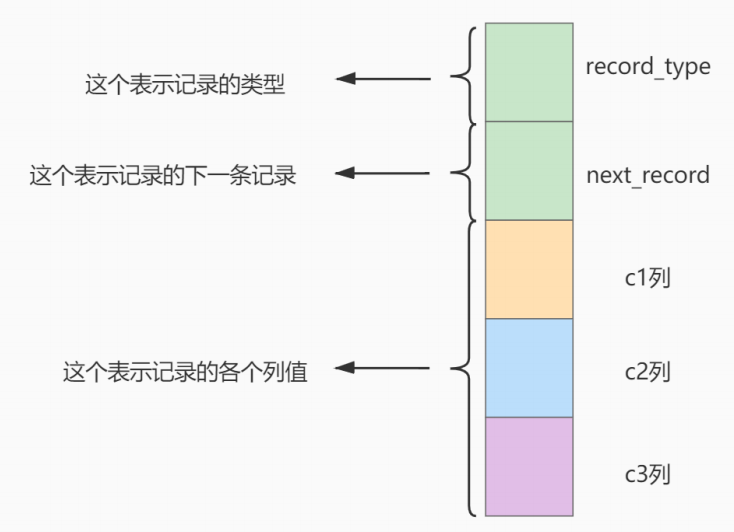 这个表示记录的类型
record_type
这个表示记录的下一条记录
next_record
c1列
这个表示记录的各个列值
c2列
c3列